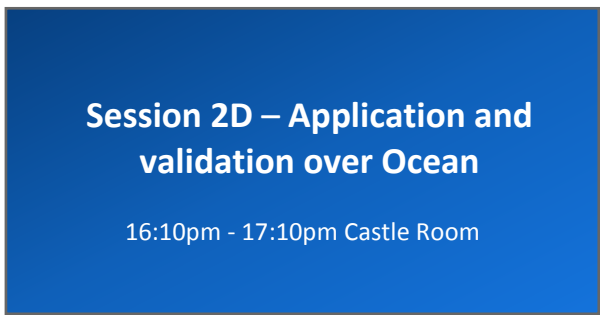 Session 2D – Application and
validation over Ocean
16:10pm - 17:10pm Castle Room